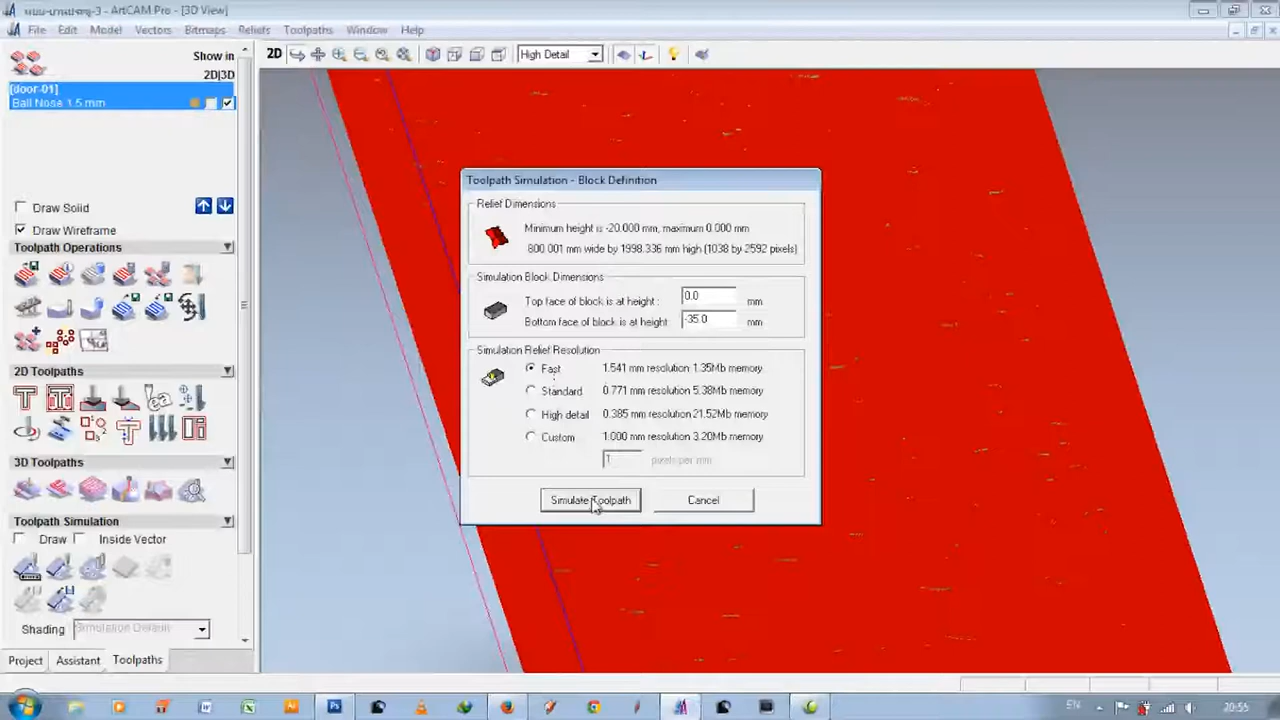 ArtCAM Pro - [3D View]
File Edit Model Vectors Bitmaps Reliefs Toolpaths Window Help
Show in
2D|3D
2D
High Detail
[door-01]
Ball Nose 1.5 mm
Draw Solid
Draw Wireframe
Toolpath Operations
2D Toolpaths
3D Toolpaths
Toolpath Simulation
Draw Inside Vector
Shading Simulation Default
Project Assistant Toolpaths
Toolpath Simulation - Block Definition
Relief Dimensions
Minimum height is -20.000 mm, maximum 0.000 mm
800.001 mm wide by 1998.336 mm high (1038 by 2592 pixels)
Simulation Block Dimensions
Top face of block is at height : 0.0 mm
Bottom face of block is at height -35.0 mm
Simulation Relief Resolution
Fast 1.541 mm resolution 1.35Mb memory
Standard 0.771 mm resolution 5.38Mb memory
High detail 0.385 mm resolution 21.52Mb memory
Custom 1.000 mm resolution 3.20Mb memory
1 pixels per mm
Simulate Toolpath Cancel
EN 20:55